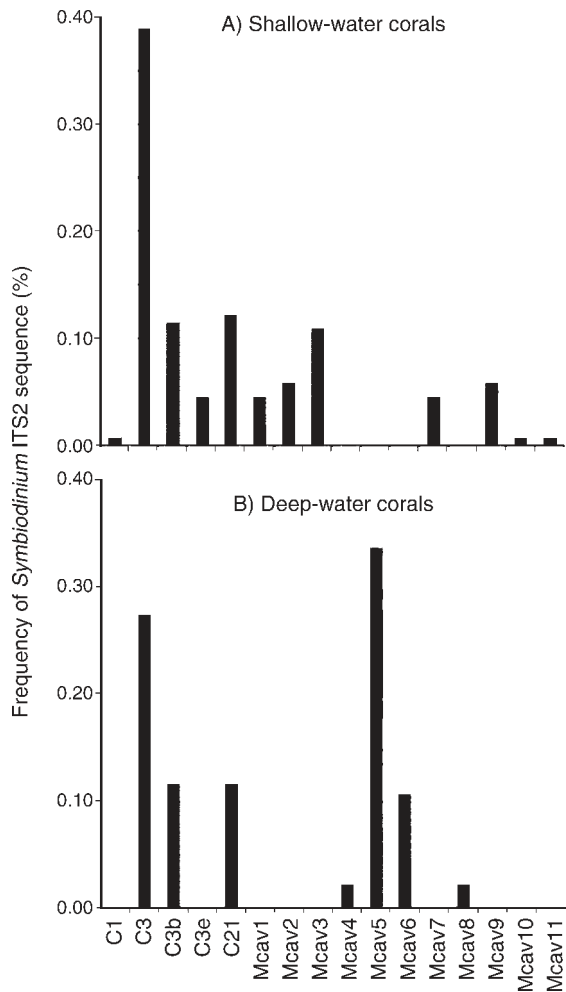 Frequency of Symbiodinium ITS2 sequence (%)
A) Shallow-water corals
0.40
0.30
0.20
0.10
0.00
B) Deep-water corals
0.40
0.30
0.20
0.10
0.00
C1
C3
C3b
C3e
C21
Mcav1
Mcav2
Mcav3
Mcav4
Mcav5
Mcav6
Mcav7
Mcav8
Mcav9
Mcav10
Mcav11